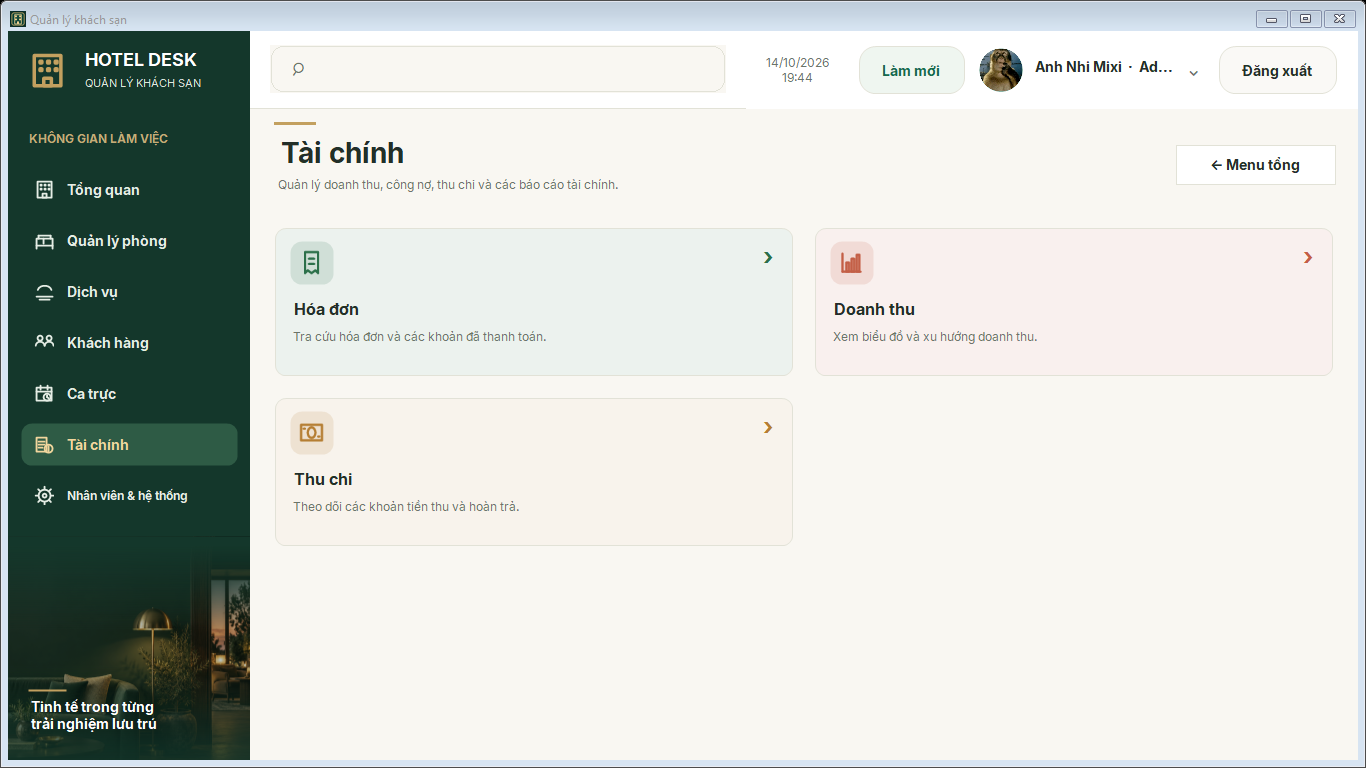 Quản lý khách sạn
HOTEL DESK
QUẢN LÝ KHÁCH SẠN
14/10/2026
19:44
Làm mới
Anh Nhi Mixi · Ad...
Đăng xuất
KHÔNG GIAN LÀM VIỆC
Tổng quan
Quản lý phòng
Dịch vụ
Khách hàng
Ca trực
Tài chính
Nhân viên & hệ thống
Tinh tế trong từng
trải nghiệm lưu trú
Tài chính
Quản lý doanh thu, công nợ, thu chi và các báo cáo tài chính.
← Menu tổng
Hóa đơn
Tra cứu hóa đơn và các khoản đã thanh toán.
Doanh thu
Xem biểu đồ và xu hướng doanh thu.
Thu chi
Theo dõi các khoản tiền thu và hoàn trả.